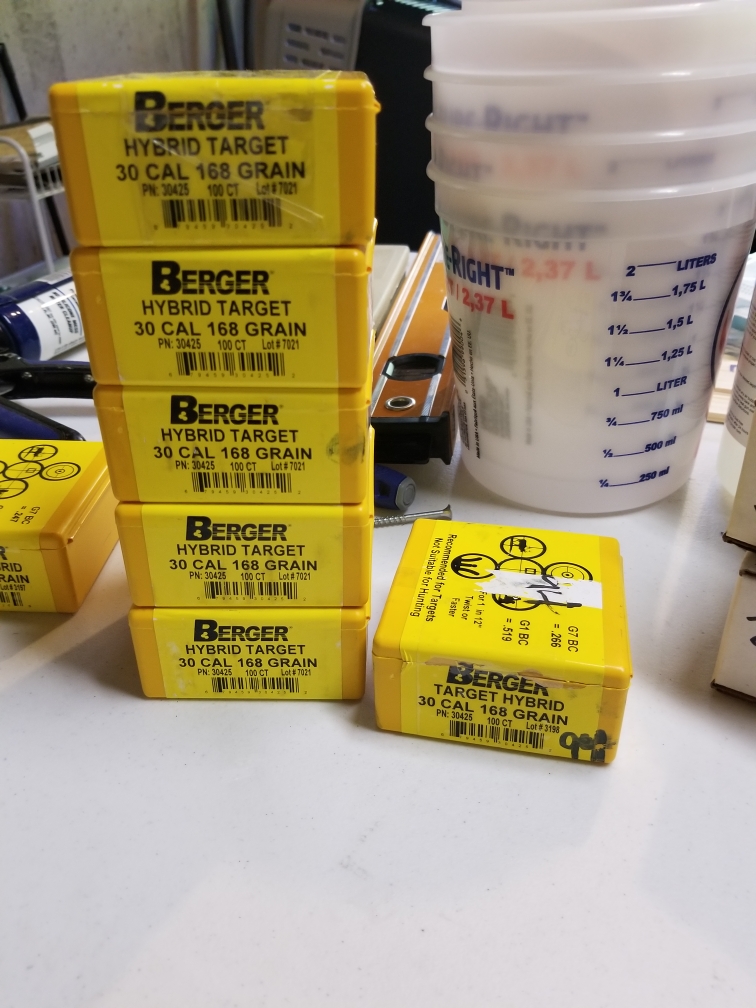 BERGER
HYBRID TARGET
30 CAL 168 GRAIN
PN: 30425 100 CT Lot # 7021
BERGER
HYBRID TARGET
30 CAL 168 GRAIN
PN: 30425 100 CT Lot # 7021
BERGER
HYBRID TARGET
30 CAL 168 GRAIN
PN: 30425 100 CT Lot # 7021
BERGER
HYBRID TARGET
30 CAL 168 GRAIN
PN: 30425 100 CT Lot # 7021
BERGER
HYBRID TARGET
30 CAL 168 GRAIN
PN: 30425 100 CT Lot # 7021
G7 BC
Recommended for Targets
Not Suitable for Hunting
For 1 in 12"
Twist or
Faster
G1 BC
= .519
G7 BC
= .266
BERGER
TARGET HYBRID
30 CAL 168 GRAIN
PN: 30425 100 CT Lot # 3198
-RIGHT™ 2,37 L
2,37 L
2 LITERS
1¾ 1,75 L
1½ 1,5 L
1¼ 1,25 L
1 LITER
¾ 750 ml
½ 500 ml
¼ 250 ml